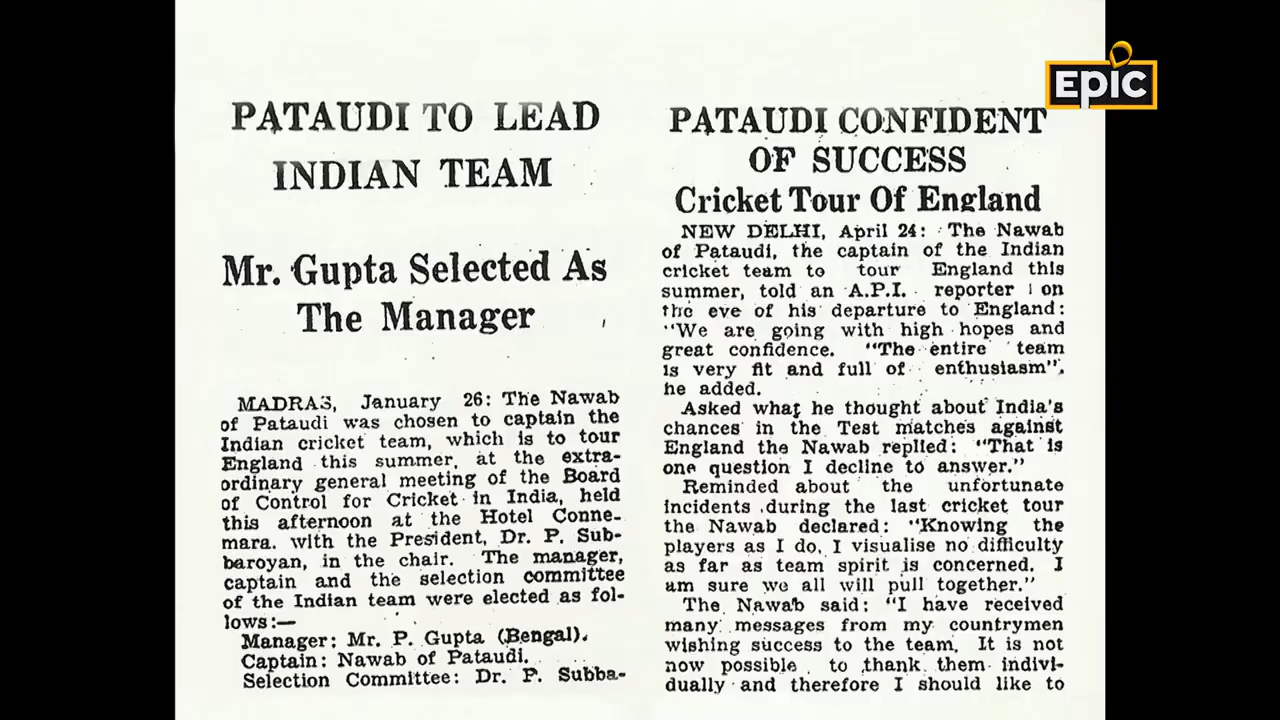 PATAUDI TO LEAD
INDIAN TEAM
Mr. Gupta Selected As
The Manager
MADRAS, January 26: The Nawab
of Pataudi was chosen to captain the
Indian cricket team, which is to tour
England this summer, at the extra-
ordinary general meeting of the Board
of Control for Cricket in India, held
this afternoon at the Hotel Conne-
mara, with the President, Dr. P. Sub-
baroyan, in the chair. The manager,
captain and the selection committee
of the Indian team were elected as fol-
lows:—
Manager: Mr. P. Gupta (Bengal).
Captain: Nawab of Pataudi.
Selection Committee: Dr. P. Subba-
EPIC
PATAUDI CONFIDENT
OF SUCCESS
Cricket Tour Of England
NEW DELHI, April 24: The Nawab
of Pataudi, the captain of the Indian
cricket team to tour England this
summer, told an A.P.I. reporter on
the eve of his departure to England:
"We are going with high hopes and
great confidence. "The entire team
is very fit and full of enthusiasm",
he added.
Asked what he thought about India's
chances in the Test matches against
England the Nawab replied: "That is
one question I decline to answer."
Reminded about the unfortunate
incidents during the last cricket tour
the Nawab declared: "Knowing the
players as I do, I visualise no difficulty
as far as team spirit is concerned. I
am sure we all will pull together."
The Nawab said: "I have received
many messages from my countrymen
wishing success to the team. It is not
now possible to thank them indivi-
dually and therefore I should like to